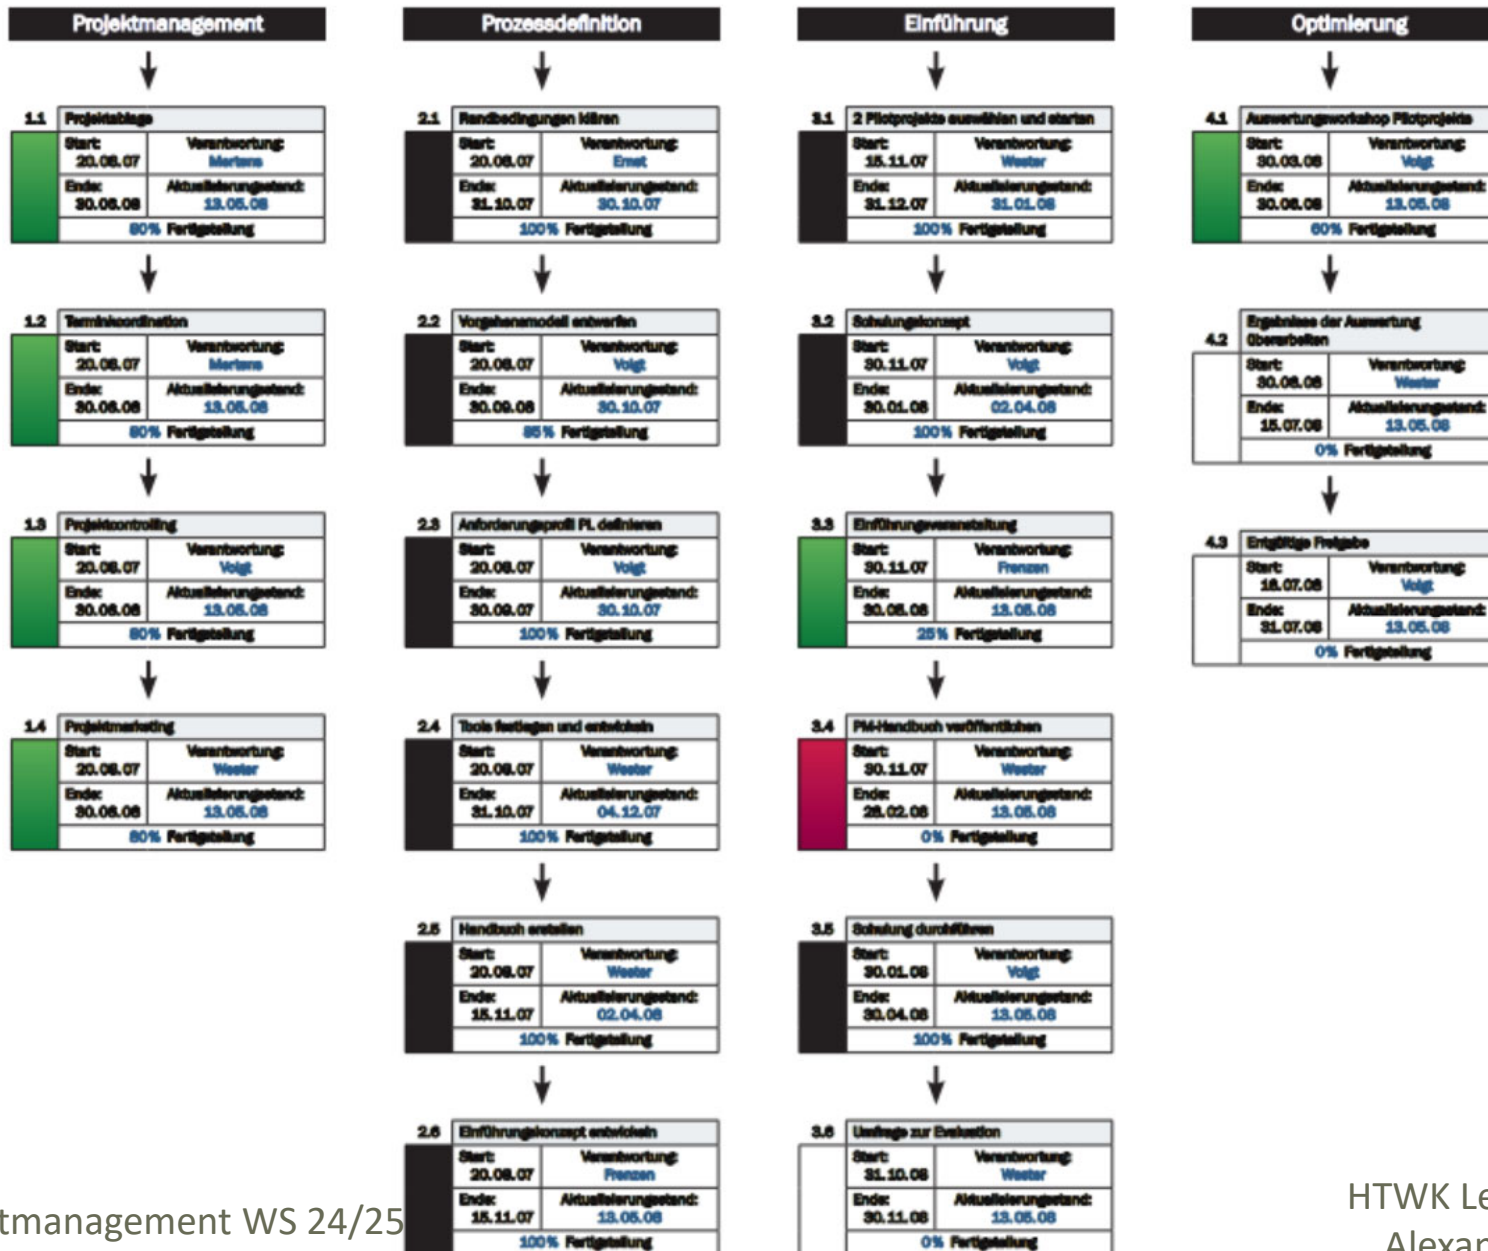 Projektmanagement
1.1 Projektablage
Start: Verantwortung:
20.08.07 Mertens
Ende: Aktualisierungsstand:
30.06.08 13.05.08
80% Fertigstellung
1.2 Terminkoordination
Start: Verantwortung:
20.08.07 Mertens
Ende: Aktualisierungsstand:
30.06.08 13.05.08
80% Fertigstellung
1.3 Projektcontrolling
Start: Verantwortung:
20.08.07 Voigt
Ende: Aktualisierungsstand:
30.06.08 13.05.08
80% Fertigstellung
1.4 Projektmarketing
Start: Verantwortung:
20.08.07 Wester
Ende: Aktualisierungsstand:
30.06.08 13.05.08
80% Fertigstellung
Prozessdefinition
2.1 Randbedingungen klären
Start: Verantwortung:
20.08.07 Ernst
Ende: Aktualisierungsstand:
31.10.07 30.10.07
100% Fertigstellung
2.2 Vorgehensmodell entwerfen
Start: Verantwortung:
20.08.07 Voigt
Ende: Aktualisierungsstand:
30.09.08 30.10.07
85% Fertigstellung
2.3 Anforderungsprofil PL definieren
Start: Verantwortung:
20.08.07 Voigt
Ende: Aktualisierungsstand:
30.09.07 30.10.07
100% Fertigstellung
2.4 Tools festlegen und entwickeln
Start: Verantwortung:
20.08.07 Wester
Ende: Aktualisierungsstand:
31.10.07 04.12.07
100% Fertigstellung
2.5 Handbuch erstellen
Start: Verantwortung:
20.08.07 Wester
Ende: Aktualisierungsstand:
15.11.07 02.04.08
100% Fertigstellung
2.6 Einführungskonzept entwickeln
Start: Verantwortung:
20.08.07 Frenzen
Ende: Aktualisierungsstand:
15.11.07 13.05.08
100% Fertigstellung
Einführung
3.1 2 Pilotprojekte auswählen und starten
Start: Verantwortung:
15.11.07 Wester
Ende: Aktualisierungsstand:
31.12.07 31.01.08
100% Fertigstellung
3.2 Schulungskonzept
Start: Verantwortung:
30.11.07 Voigt
Ende: Aktualisierungsstand:
30.01.08 02.04.08
100% Fertigstellung
3.3 Einführungsveranstaltung
Start: Verantwortung:
30.11.07 Frenzen
Ende: Aktualisierungsstand:
30.05.08 13.05.08
25% Fertigstellung
3.4 PM-Handbuch veröffentlichen
Start: Verantwortung:
30.11.07 Wester
Ende: Aktualisierungsstand:
28.02.08 13.05.08
0% Fertigstellung
3.5 Schulung durchführen
Start: Verantwortung:
30.01.08 Voigt
Ende: Aktualisierungsstand:
30.04.08 13.05.08
100% Fertigstellung
3.6 Umfrage zur Evaluation
Start: Verantwortung:
31.10.08 Wester
Ende: Aktualisierungsstand:
30.11.08 13.05.08
0% Fertigstellung
Optimierung
4.1 Auswertungsworkshop Pilotprojekte
Start: Verantwortung:
30.03.08 Voigt
Ende: Aktualisierungsstand:
30.06.08 13.05.08
60% Fertigstellung
Ergebnisse der Auswertung
4.2 überarbeiten
Start: Verantwortung:
30.06.08 Wester
Ende: Aktualisierungsstand:
15.07.08 13.05.08
0% Fertigstellung
4.3 Entgültige Freigabe
Start: Verantwortung:
16.07.08 Voigt
Ende: Aktualisierungsstand:
31.07.08 13.05.08
0% Fertigstellung
tmanagement WS 24/25
HTWK Le
Alexan